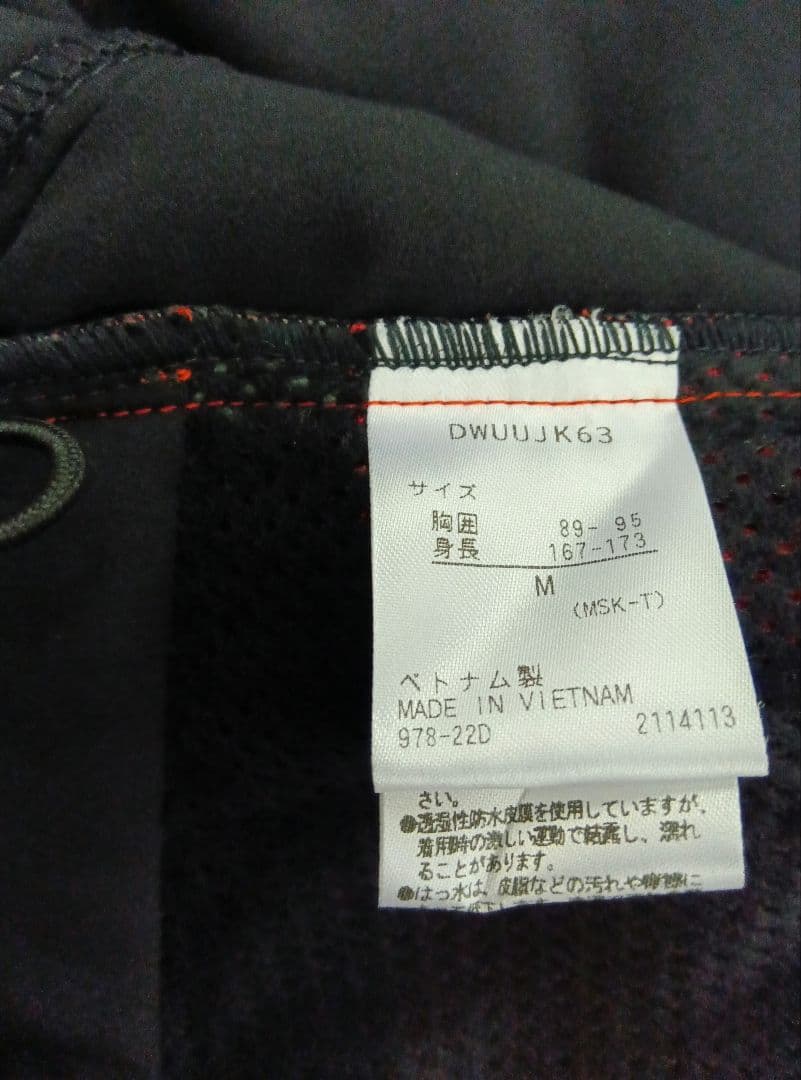 DWUUJK63
サイズ
胸囲 89- 95
身長 167-173
M
(MSK-T)
ベトナム製
MADE IN VIETNAM
978-22D 2114113
さい。
●透湿性防水皮膜を使用していますが、
着用時の激しい運動で結露し、濡れ
ることがあります。
●はっ水は、皮脂などの汚れや摩擦に